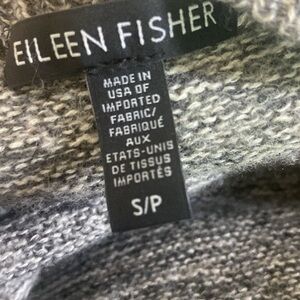 EILEEN FISHER
MADE IN
USA OF
IMPORTED
FABRIC/
FABRIQUÉ
AUX
ETATS-UNIS
DE TISSUS
IMPORTÉS
S/P